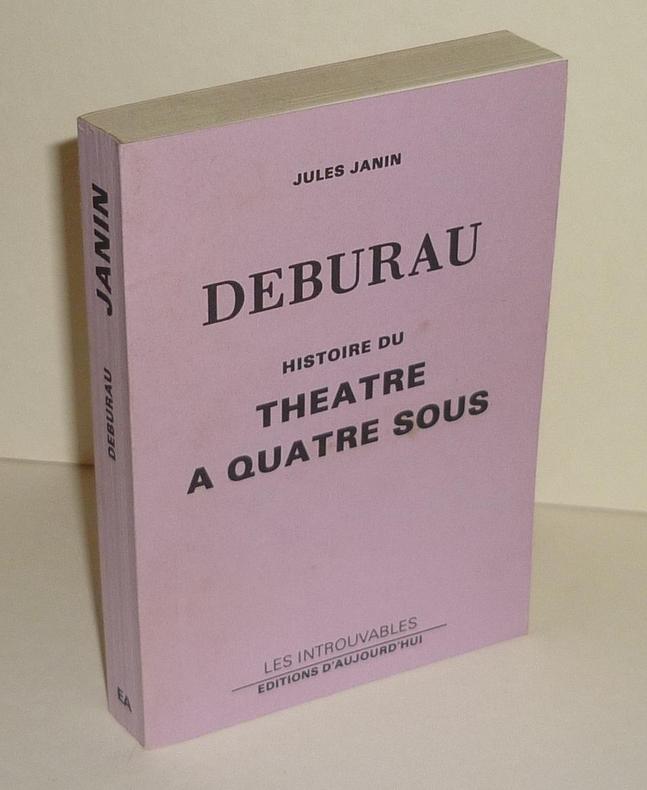 JULES JANIN
DEBURAU
HISTOIRE DU
THEATRE
A QUATRE SOUS
LES INTROUVABLES
EDITIONS D'AUJOURD'HUI
JANIN
DEBURAU
EA